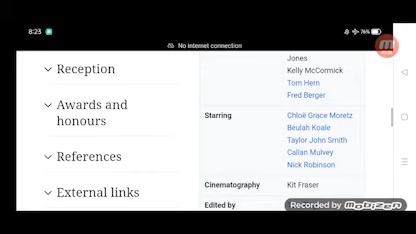 8:23
76%
No internet connection
Jones
Kelly McCormick
Tom Hern
Fred Berger
Reception
Awards and
honours
References
External links
Starring
Chloë Grace Moretz
Beulah Koale
Taylor John Smith
Callan Mulvey
Nick Robinson
Cinematography
Kit Fraser
Edited by
Recorded by Mobizen